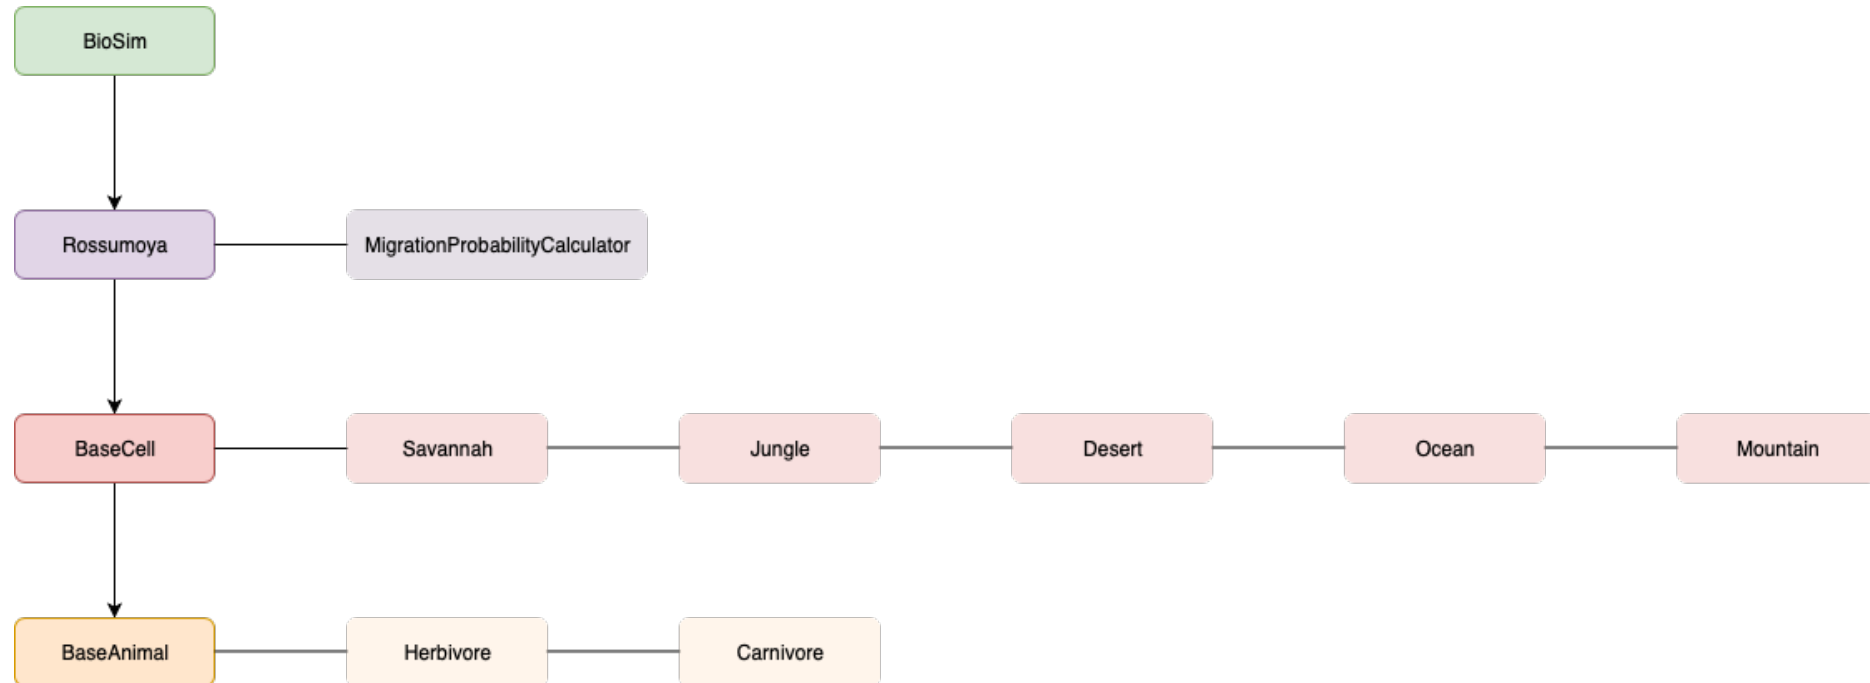 BioSim
Rossumoya
MigrationProbabilityCalculator
BaseCell
Savannah
Jungle
Desert
Ocean
Mountain
BaseAnimal
Herbivore
Carnivore